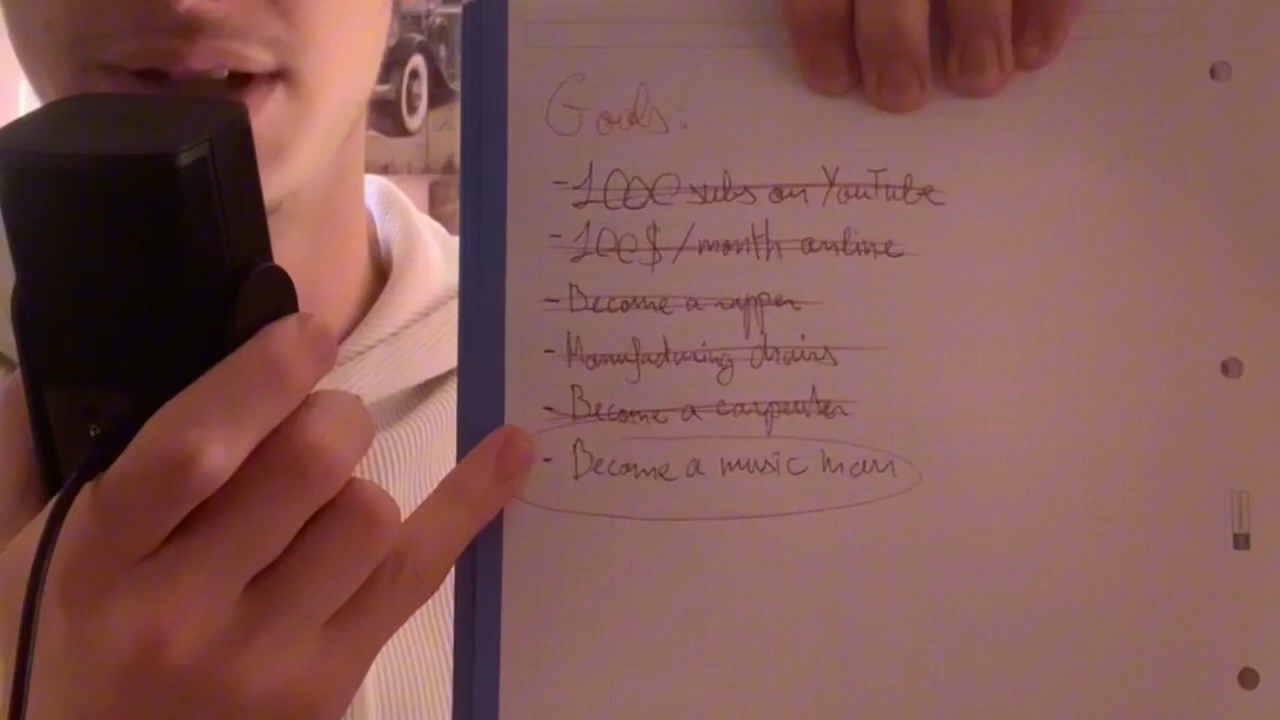 Goals:
- 1000 subs on YouTube
- 100$/month online
- Become a rapper
- Manufacturing chairs
- Become a carpenter
- Become a music man